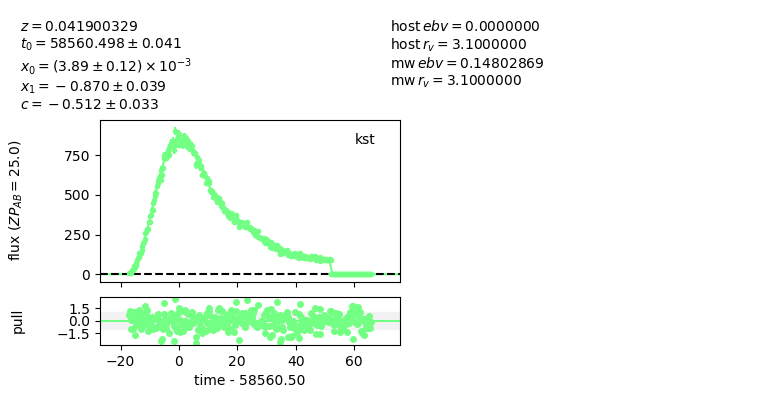 z = 0.041900329
t₀ = 58560.498 ± 0.041
x₀ = (3.89 ± 0.12) × 10⁻³
x₁ = −0.870 ± 0.039
c = −0.512 ± 0.033
host ebv = 0.0000000
host r_v = 3.1000000
mw ebv = 0.14802869
mw r_v = 3.1000000
kst
flux (ZP_AB = 25.0)
750
500
250
0
pull
1.5
0.0
−1.5
−20 0 20 40 60
time - 58560.50